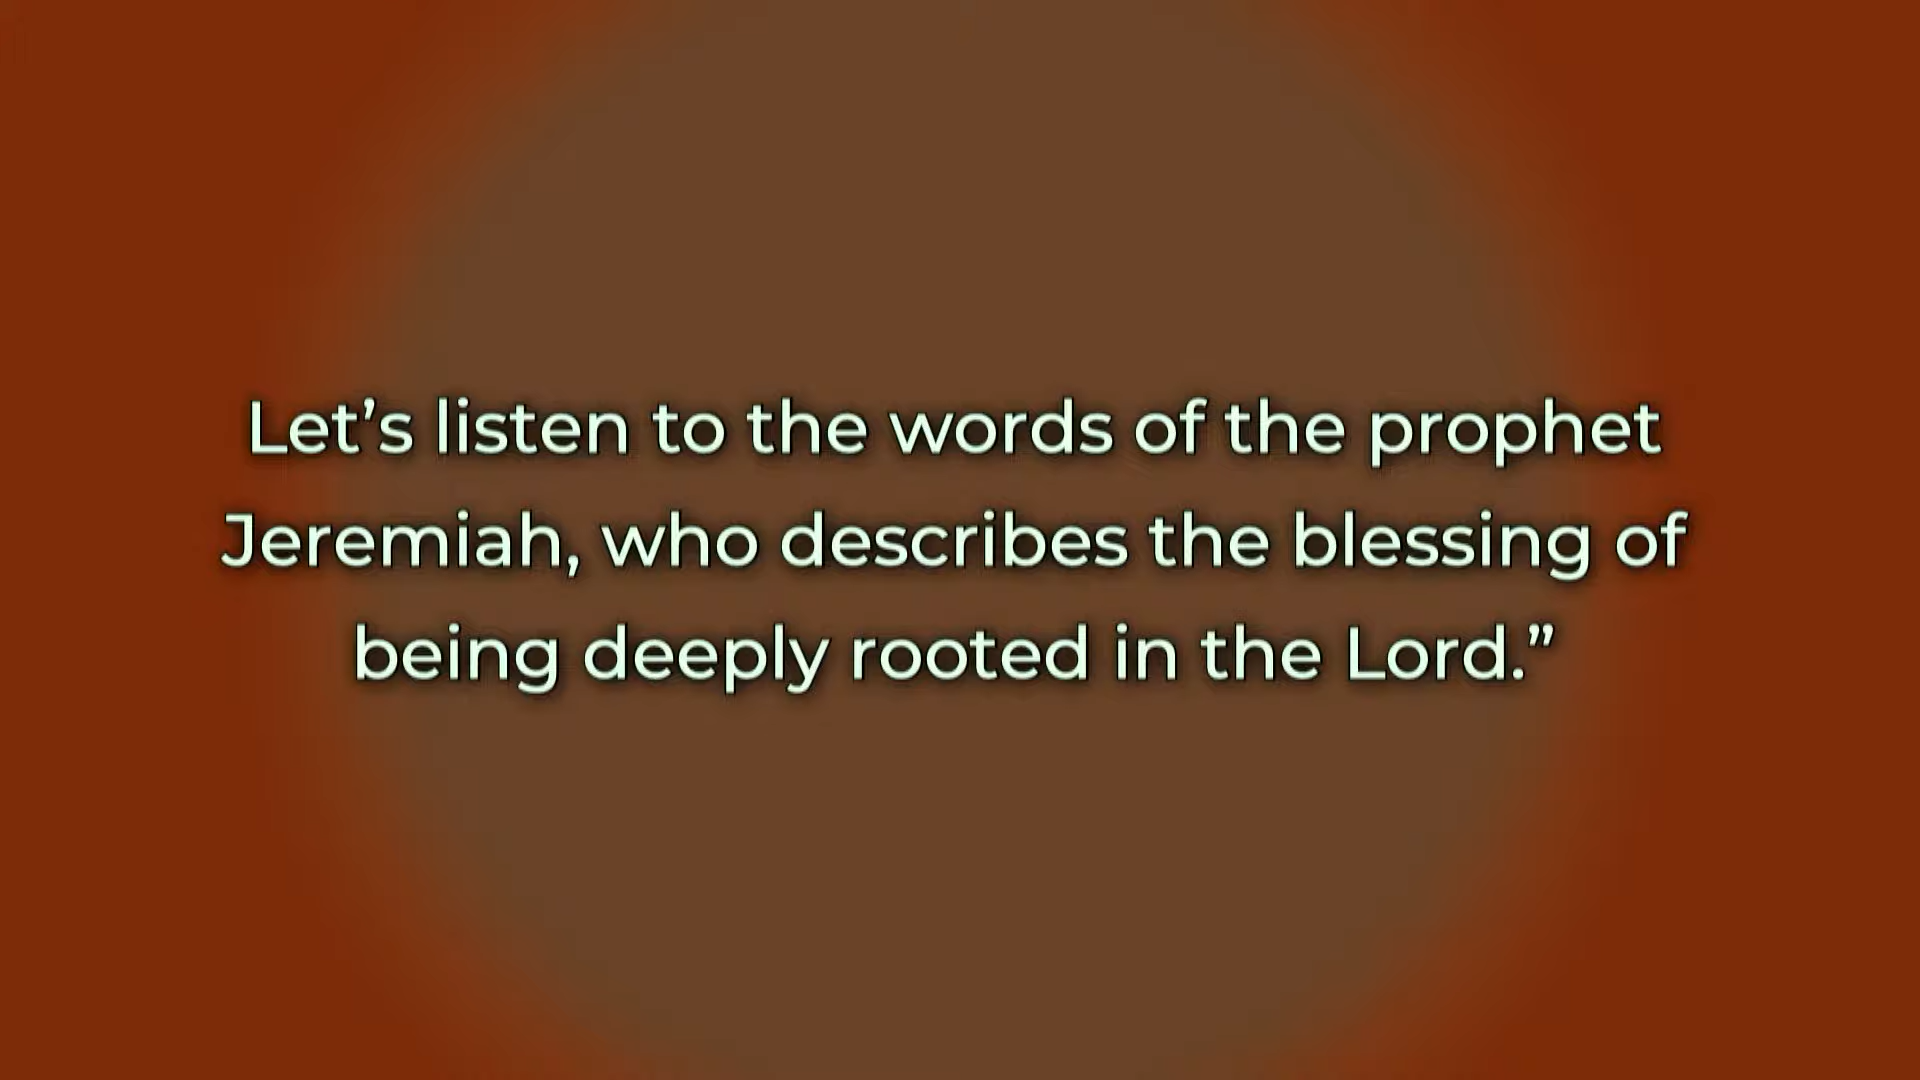 Let’s listen to the words of the prophet
Jeremiah, who describes the blessing of
being deeply rooted in the Lord.”